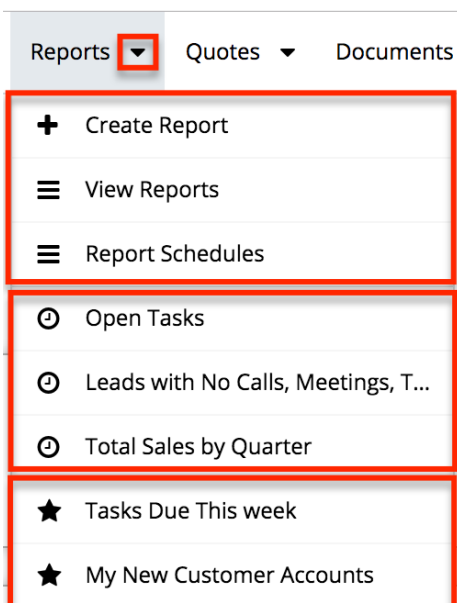 Reports Quotes Documents
Create Report
View Reports
Report Schedules
Open Tasks
Leads with No Calls, Meetings, T...
Total Sales by Quarter
Tasks Due This week
My New Customer Accounts